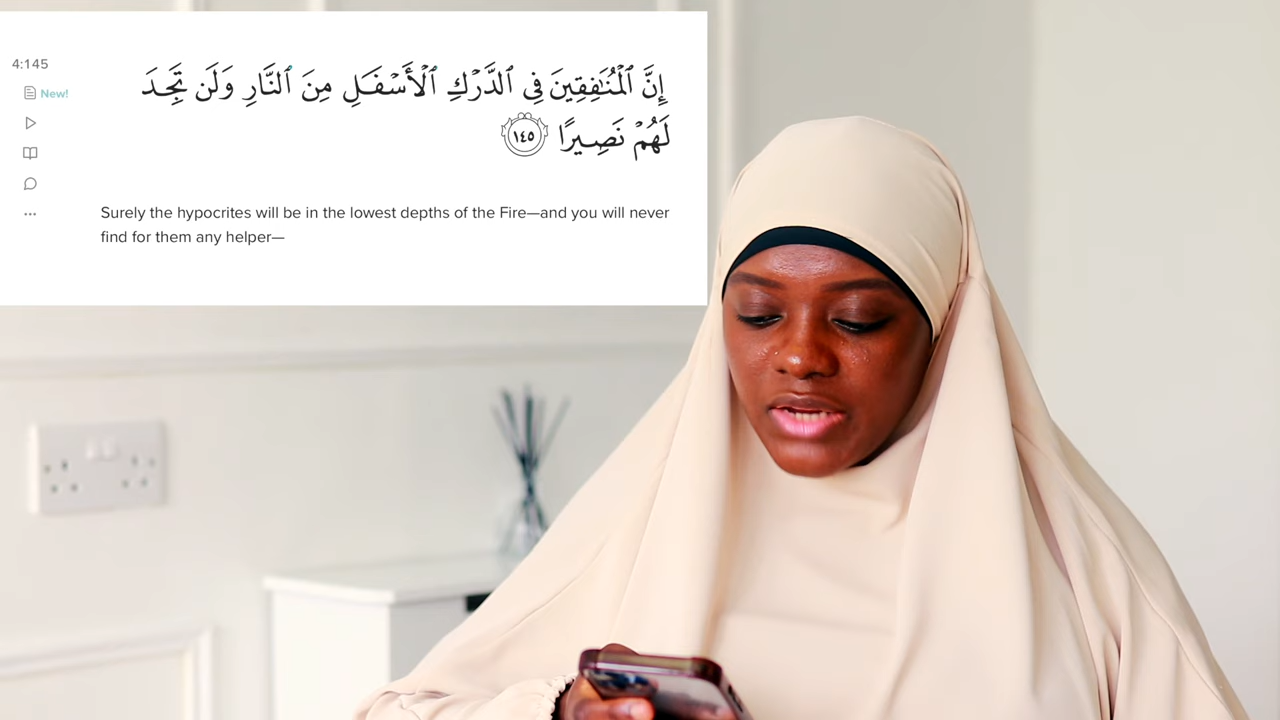 4:145
New!
إِنَّ ٱلْمُنَـٰفِقِينَ فِى ٱلدَّرْكِ ٱلْأَسْفَلِ مِنَ ٱلنَّارِ وَلَن تَجِدَ
لَهُمْ نَصِيرًا ١٤٥
Surely the hypocrites will be in the lowest depths of the Fire—and you will never
find for them any helper—